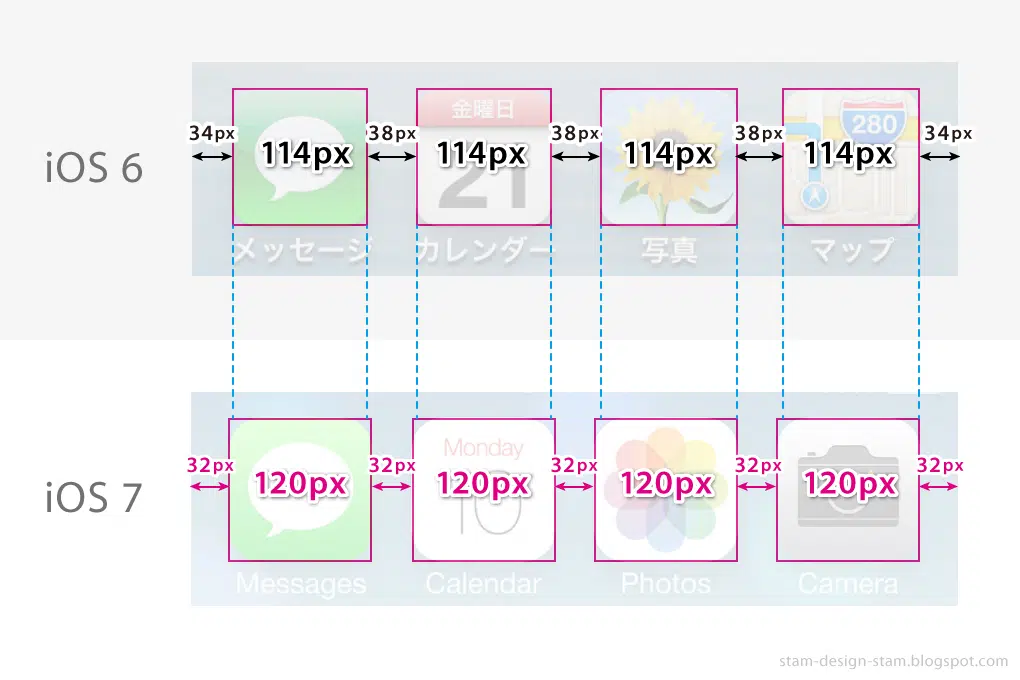 iOS 6
34px
114px
38px
114px
38px
114px
38px
114px
34px
金曜日
21
280
メッセージ
カレンダー
写真
マップ
iOS 7
32px
120px
32px
120px
32px
120px
32px
120px
32px
Monday
10
Messages
Calendar
Photos
Camera
stam-design-stam.blogspot.com